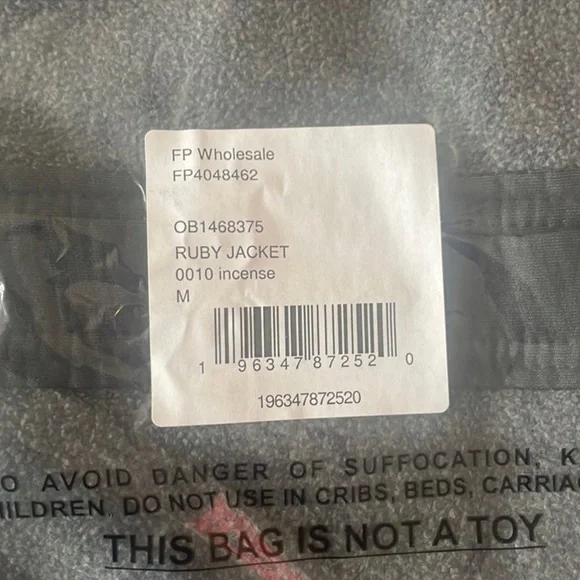 FP Wholesale
FP4048462
OB1468375
RUBY JACKET
0010 incense
M
1 96347 87252 0
196347872520
O AVOID DANGER OF SUFFOCATION, K
ILDREN. DO NOT USE IN CRIBS, BEDS, CARRIA
THIS BAG IS NOT A TOY